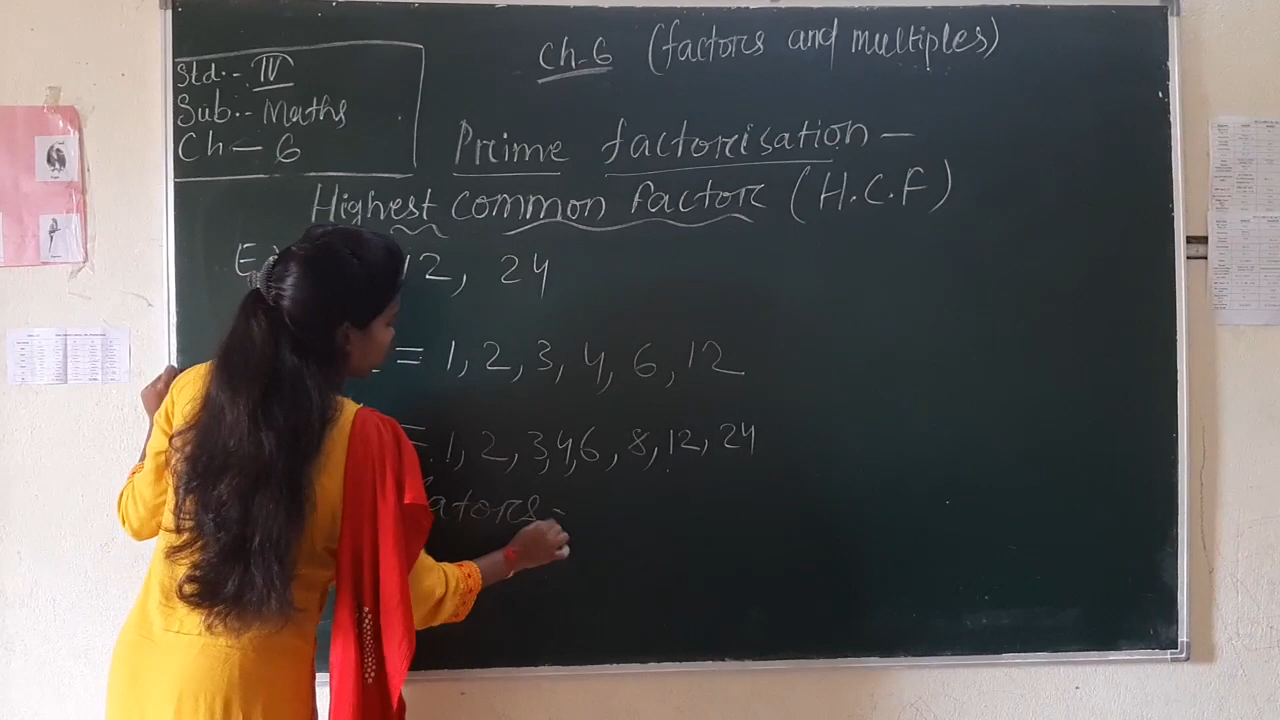 Ch-6 (factors and multiples)
Std:- IV
Sub:- Maths
Ch - 6
Prime factorisation -
Highest common factor (H.C.F)
12, 24
= 1, 2, 3, 4, 6, 12
= 1, 2, 3, 4, 6, 8, 12, 24
fators -